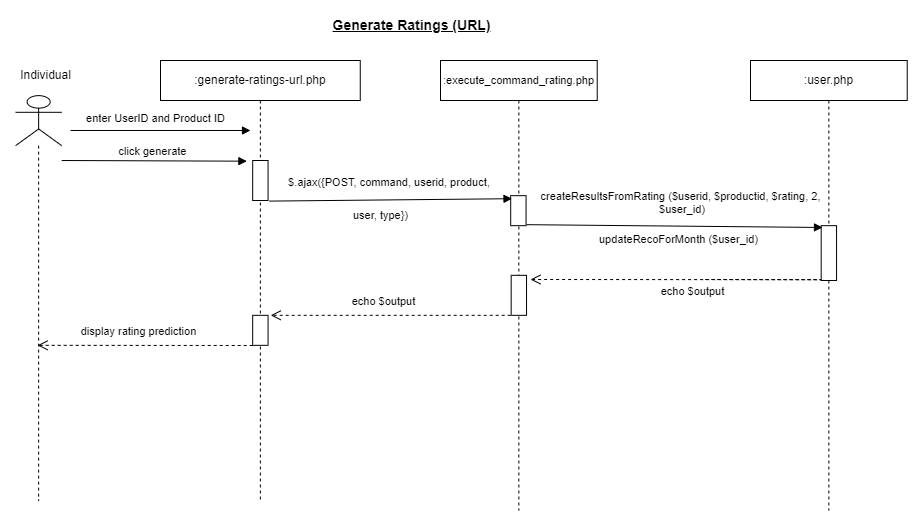 Generate Ratings (URL)
Individual
:generate-ratings-url.php
:execute_command_rating.php
:user.php
enter UserID and Product ID
click generate
$.ajax({POST, command, userid, product,
user, type})
createResultsFromRating ($userid, $productid, $rating, 2,
$user_id)
updateRecoForMonth ($user_id)
echo $output
echo $output
display rating prediction